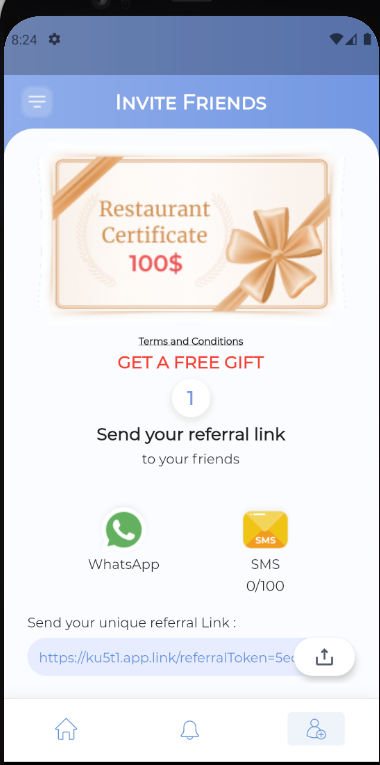 8:24
INVITE FRIENDS
Restaurant
Certificate
100$
Terms and Conditions
GET A FREE GIFT
1
Send your referral link
to your friends
WhatsApp
SMS
SMS
0/100
Send your unique referral Link :
https://ku5t1.app.link/referralToken=5e